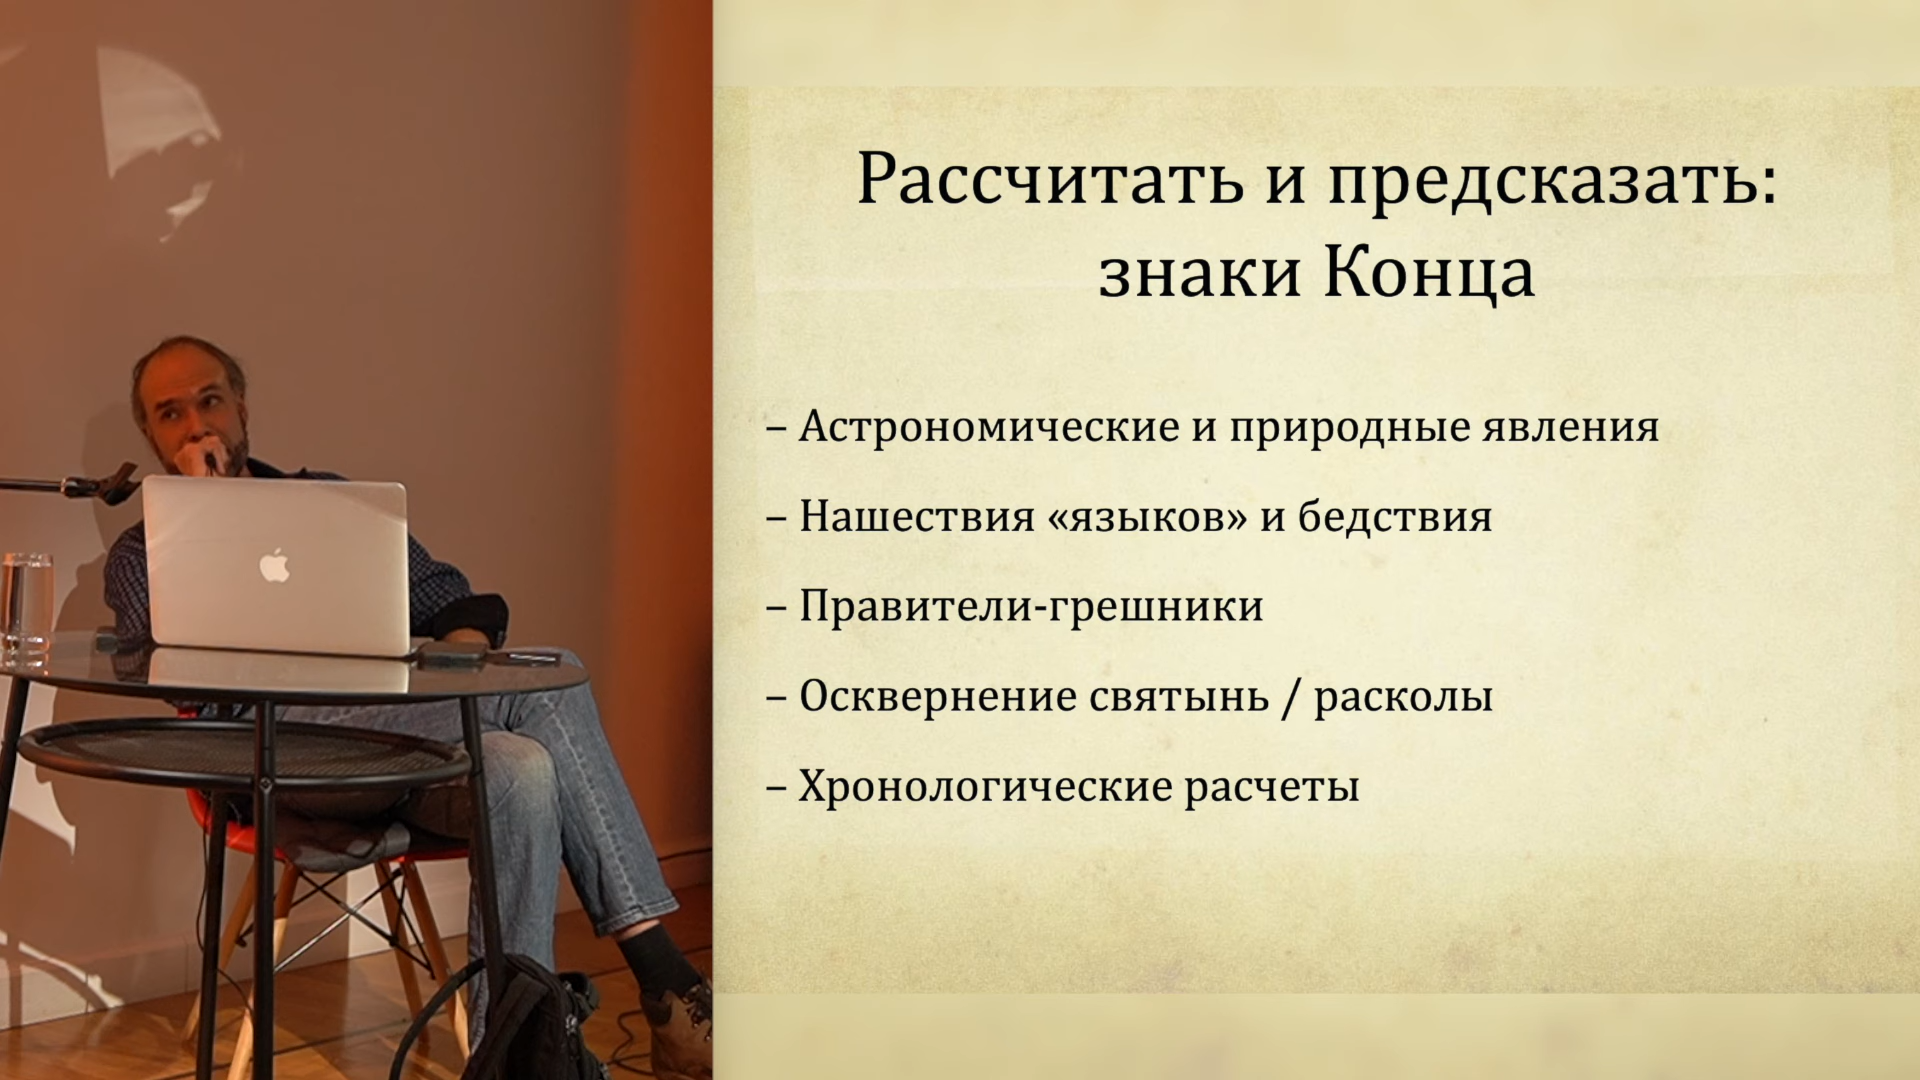 Рассчитать и предсказать:
знаки Конца
– Астрономические и природные явления
– Нашествия «языков» и бедствия
– Правители-грешники
– Осквернение святынь / расколы
– Хронологические расчеты